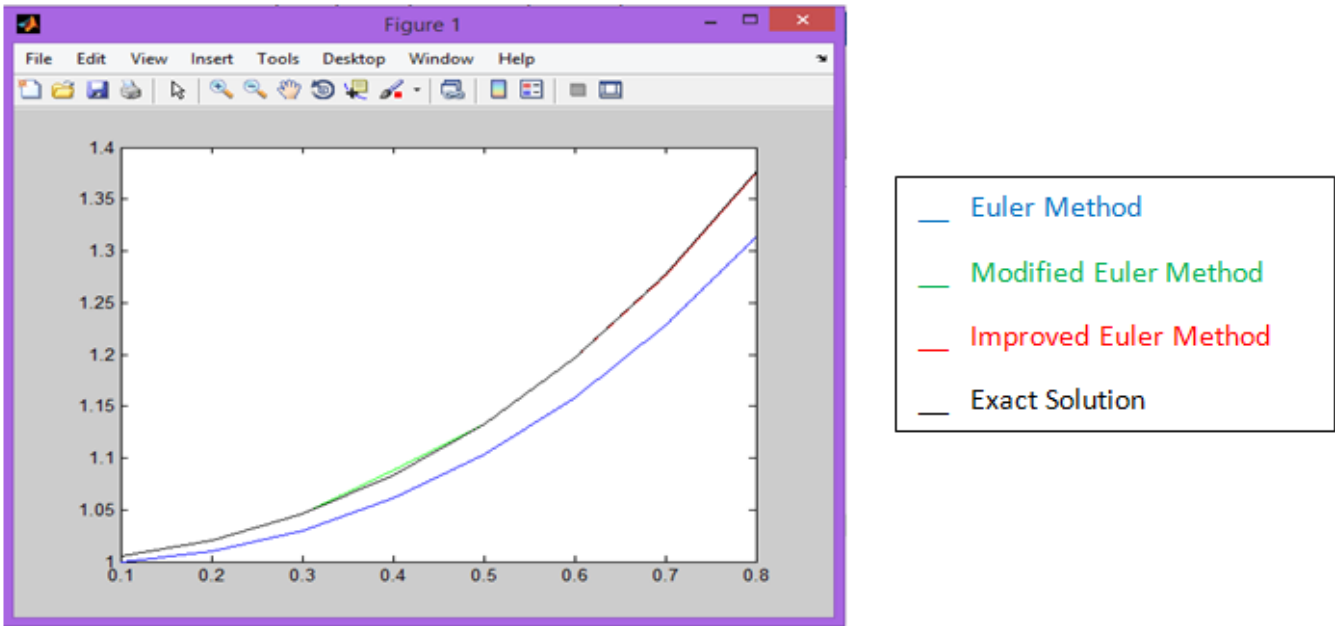 Figure 1
File Edit View Insert Tools Desktop Window Help
1.4
1.35
1.3
1.25
1.2
1.15
1.1
1.05
1
0.1 0.2 0.3 0.4 0.5 0.6 0.7 0.8
Euler Method
Modified Euler Method
Improved Euler Method
Exact Solution